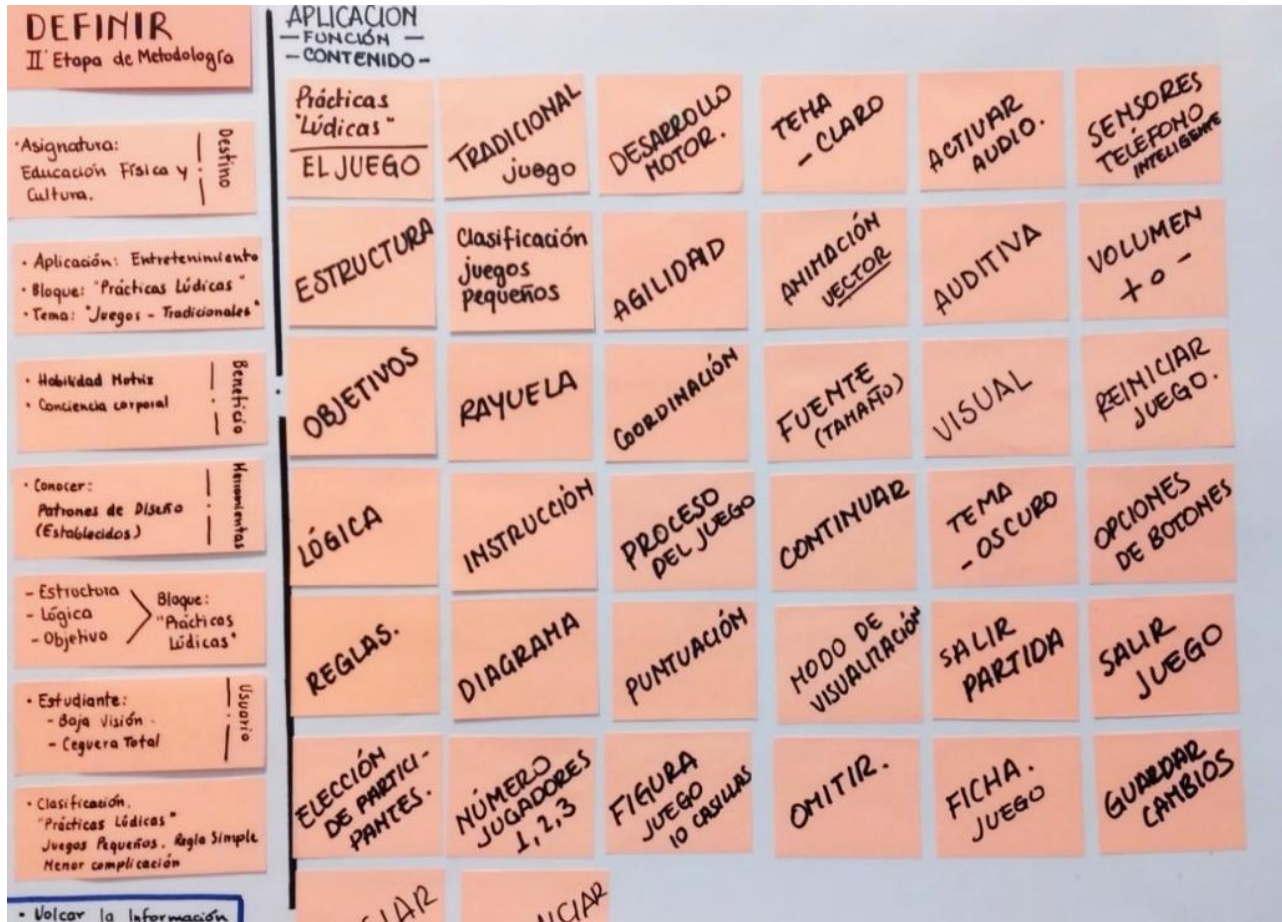 DEFINIR
II Etapa de Metodología
•Asignatura:
Educación Física y
Cultura.
Destino
• Aplicación: Entretenimiento
• Bloque: "Prácticas Lúdicas"
• Tema: "Juegos - Tradicionales"
• Habilidad Motriz
• Conciencia corporal
Beneficio
• Conocer:
Patrones de Diseño
(Establecidos)
Herramientas
- Estructura
- Lógica
- Objetivo
Bloque:
"Prácticas
Lúdicas"
• Estudiante:
- Baja Visión.
- Ceguera Total
Usuario
• Clasificación.
"Prácticas Lúdicas"
Juegos Pequeños. Regla Simple
Menor complicación
• Volcar la Información
APLICACION
— FUNCIÓN —
- CONTENIDO -
Prácticas
"Lúdicas"
EL JUEGO
TRADICIONAL
juego
DESARROLLO
MOTOR.
TEMA
- CLARO
ACTIVAR
AUDIO.
SENSORES
TELÉFONO
INTELIGENTE
ESTRUCTURA
Clasificación
juegos
pequeños
AGILIDAD
ANIMACIÓN
VECTOR
AUDITIVA
VOLUMEN
+ o -
OBJETIVOS
RAYUELA
COORDINACIÓN
FUENTE
(TAMAÑO)
VISUAL
REINICIAR
JUEGO.
LÓGICA
INSTRUCCIÓN
PROCESO
DEL JUEGO
CONTINUAR
TEMA
- OSCURO
OPCIONES
DE BOTONES
REGLAS.
DIAGRAMA
PUNTUACIÓN
MODO DE
VISUALIZACIÓN
SALIR
PARTIDA
SALIR
JUEGO
ELECCIÓN
DE PARTICI-
PANTES.
NÚMERO
JUGADORES
1, 2, 3
FIGURA
JUEGO
10 CASILLAS
OMITIR.
FICHA.
JUEGO
GUARDAR
CAMBIOS